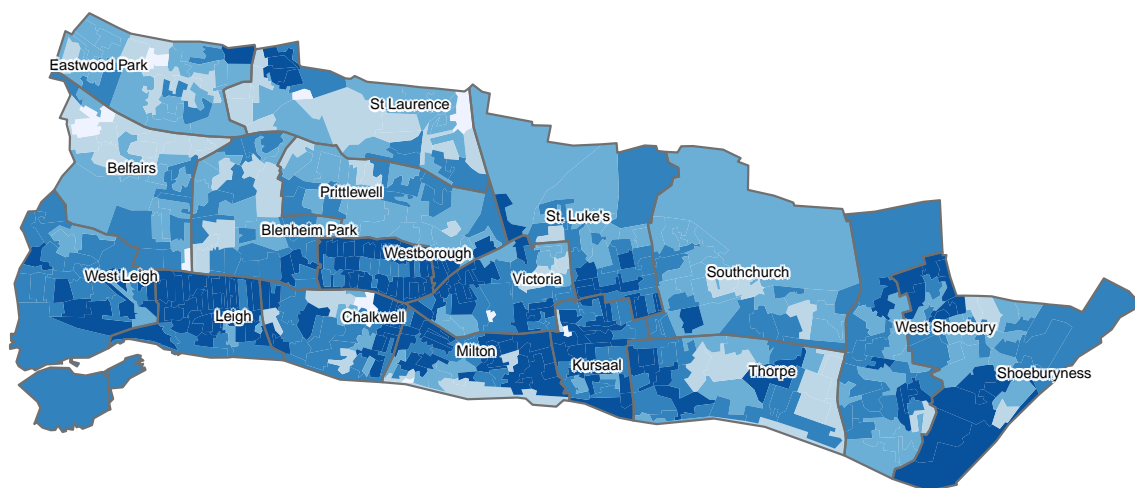 Eastwood Park
St Laurence
Belfairs
Prittlewell
St. Luke's
Blenheim Park
Westborough
West Leigh
Victoria
Southchurch
Leigh
Chalkwell
West Shoebury
Milton
Kursaal
Thorpe
Shoeburyness